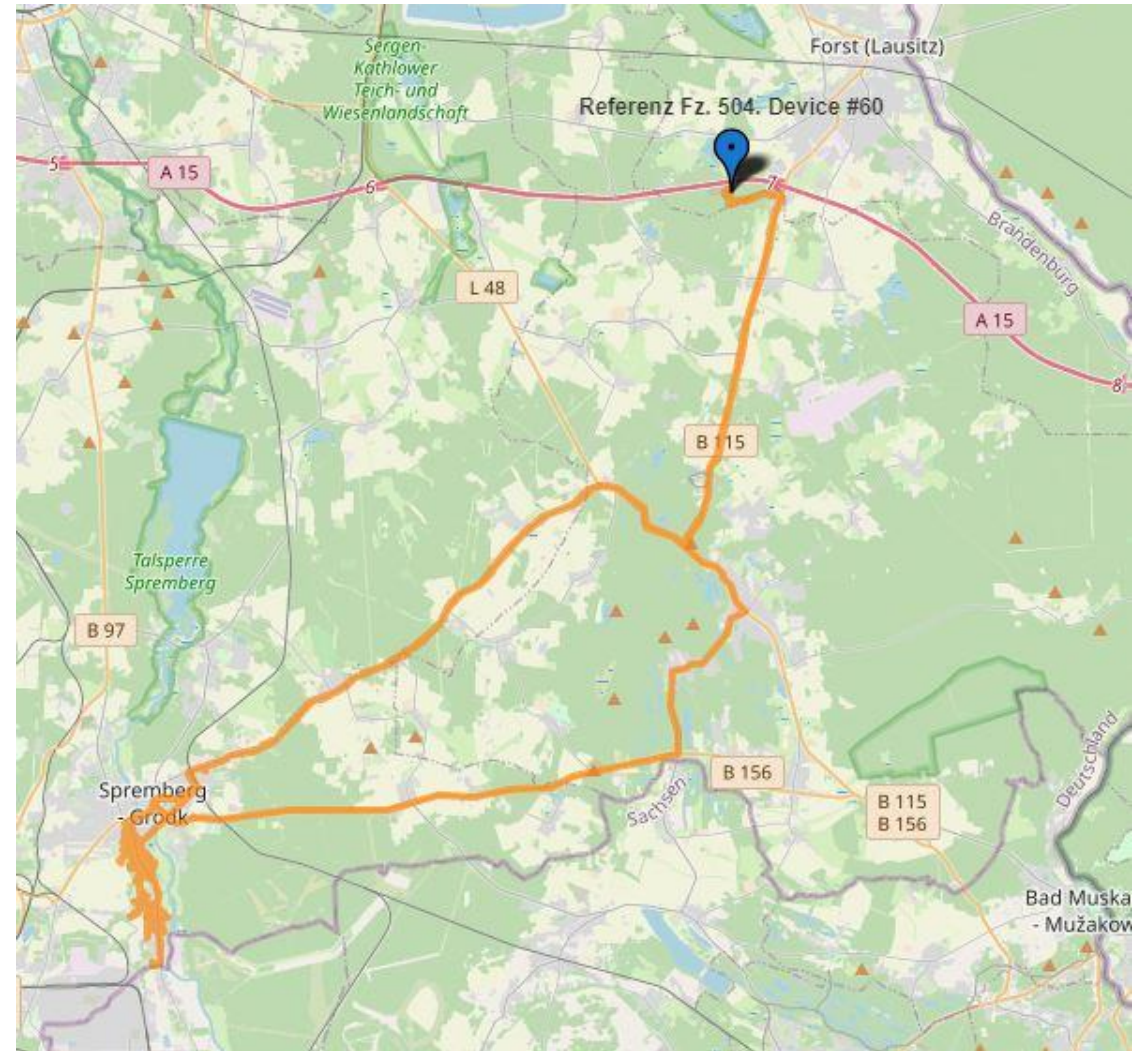 Forst (Lausitz)
Sergen-
Kathlower
Teich- und
Wiesenlandschaft
Referenz Fz. 504. Device #60
5
A 15
6
7
L 48
Brandenburg
A 15
8
B 115
Talsperre
Spremberg
B 97
Spremberg
- Grodk
B 156
Sachsen
B 115
B 156
Deutschland
Bad Muska
- Mužakow